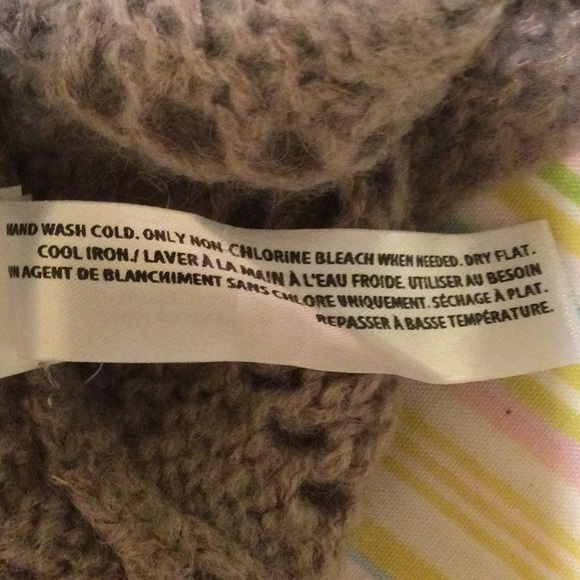 HAND WASH COLD. ONLY NON-CHLORINE BLEACH WHEN NEEDED. DRY FLAT.
COOL IRON./ LAVER À LA MAIN À L'EAU FROIDE. UTILISER AU BESOIN
UN AGENT DE BLANCHIMENT SANS CHLORE UNIQUEMENT. SÉCHAGE À PLAT.
REPASSER À BASSE TEMPÉRATURE.